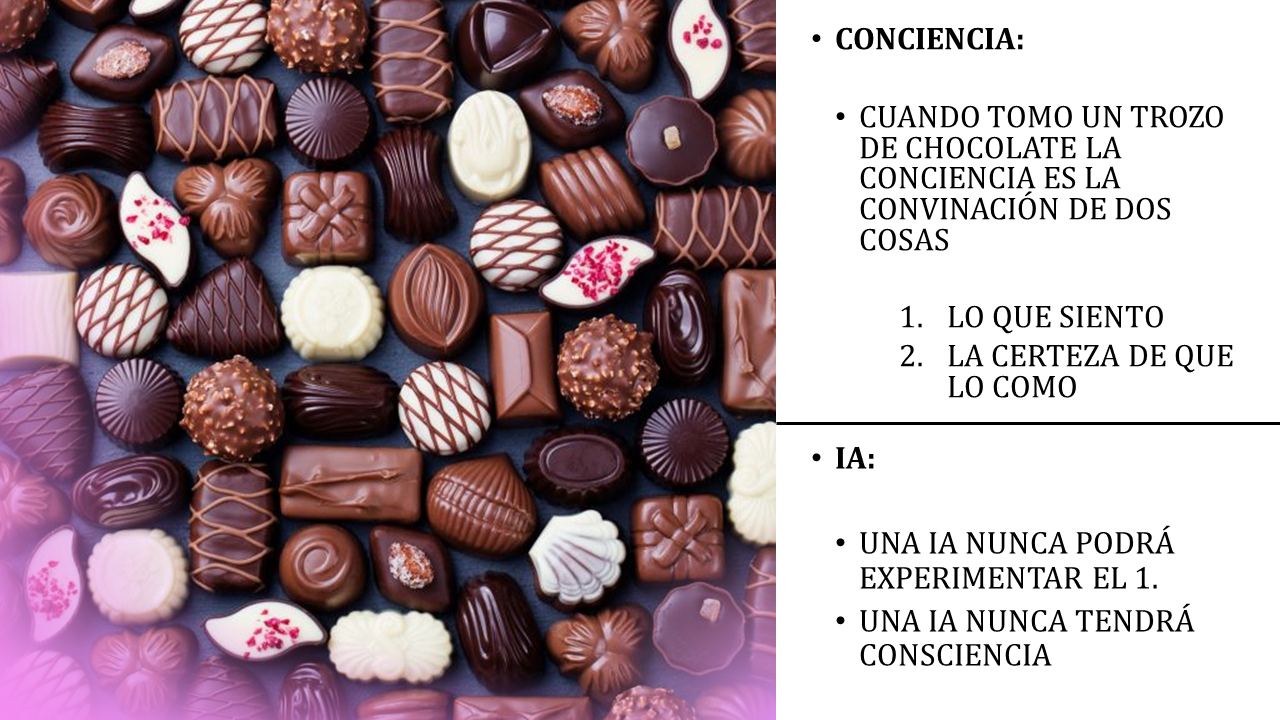 • CONCIENCIA:
• CUANDO TOMO UN TROZO
DE CHOCOLATE LA
CONCIENCIA ES LA
CONVINACIÓN DE DOS
COSAS
1. LO QUE SIENTO
2. LA CERTEZA DE QUE
LO COMO
• IA:
• UNA IA NUNCA PODRÁ
EXPERIMENTAR EL 1.
• UNA IA NUNCA TENDRÁ
CONSCIENCIA